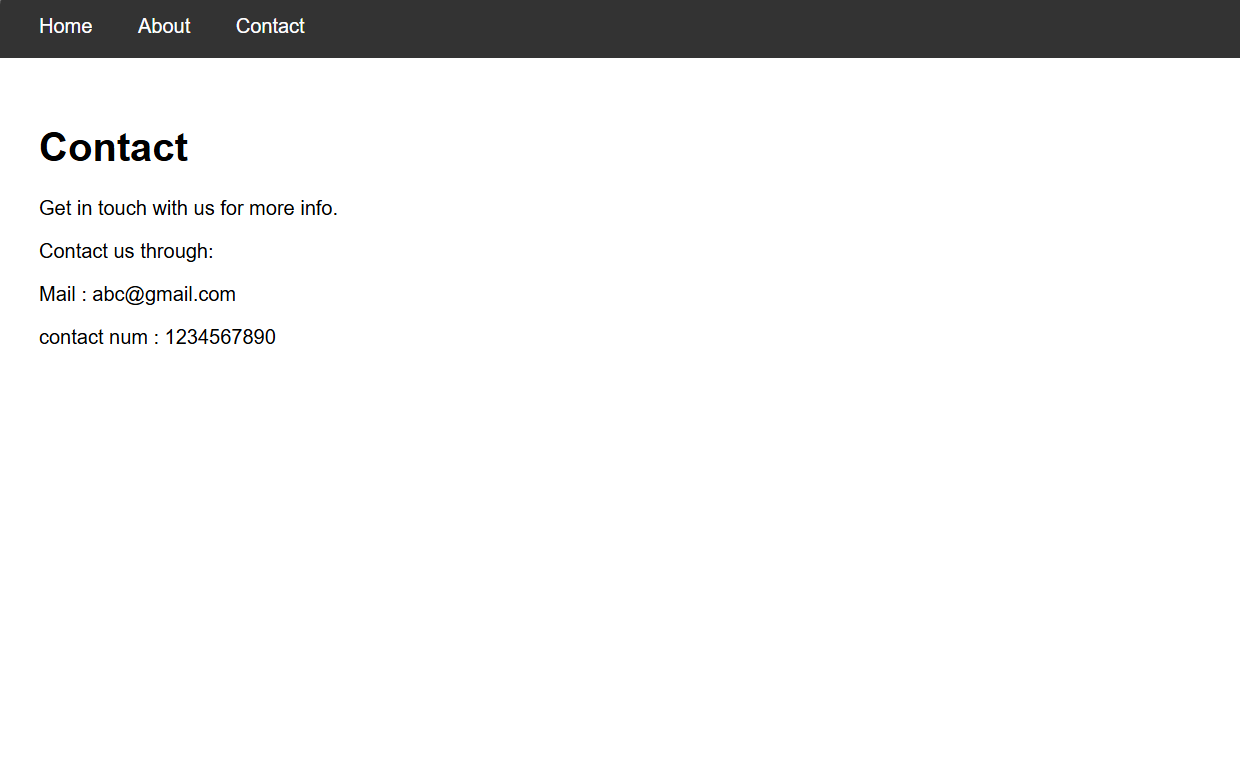 Home About Contact
Contact
Get in touch with us for more info.
Contact us through:
Mail : abc@gmail.com
contact num : 1234567890